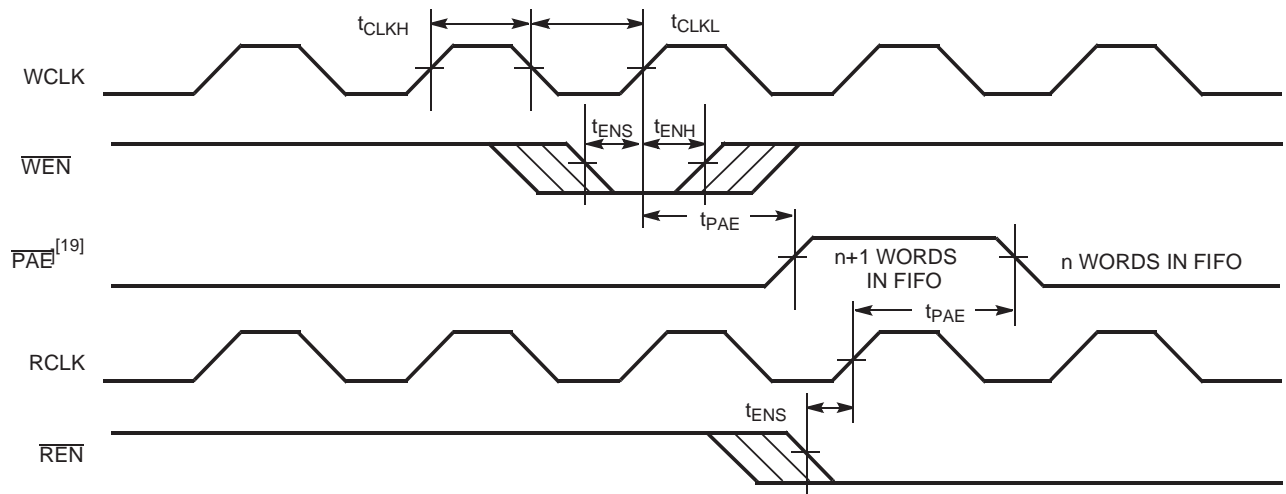 tCLKH
tCLKL
WCLK
tENS
tENH
WEN
tPAE
PAE[19]
n+1 WORDS
IN FIFO
n WORDS IN FIFO
tPAE
RCLK
tENS
REN